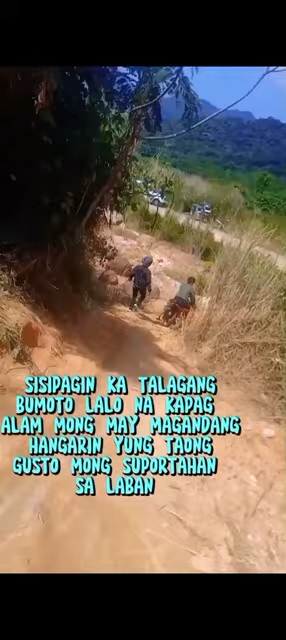 SISIPAGIN KA TALAGANG
BUMOTO LALO NA KAPAG
ALAM MONG MAY MAGANDANG
HANGARIN YUNG TAONG
GUSTO MONG SUPORTAHAN
SA LABAN